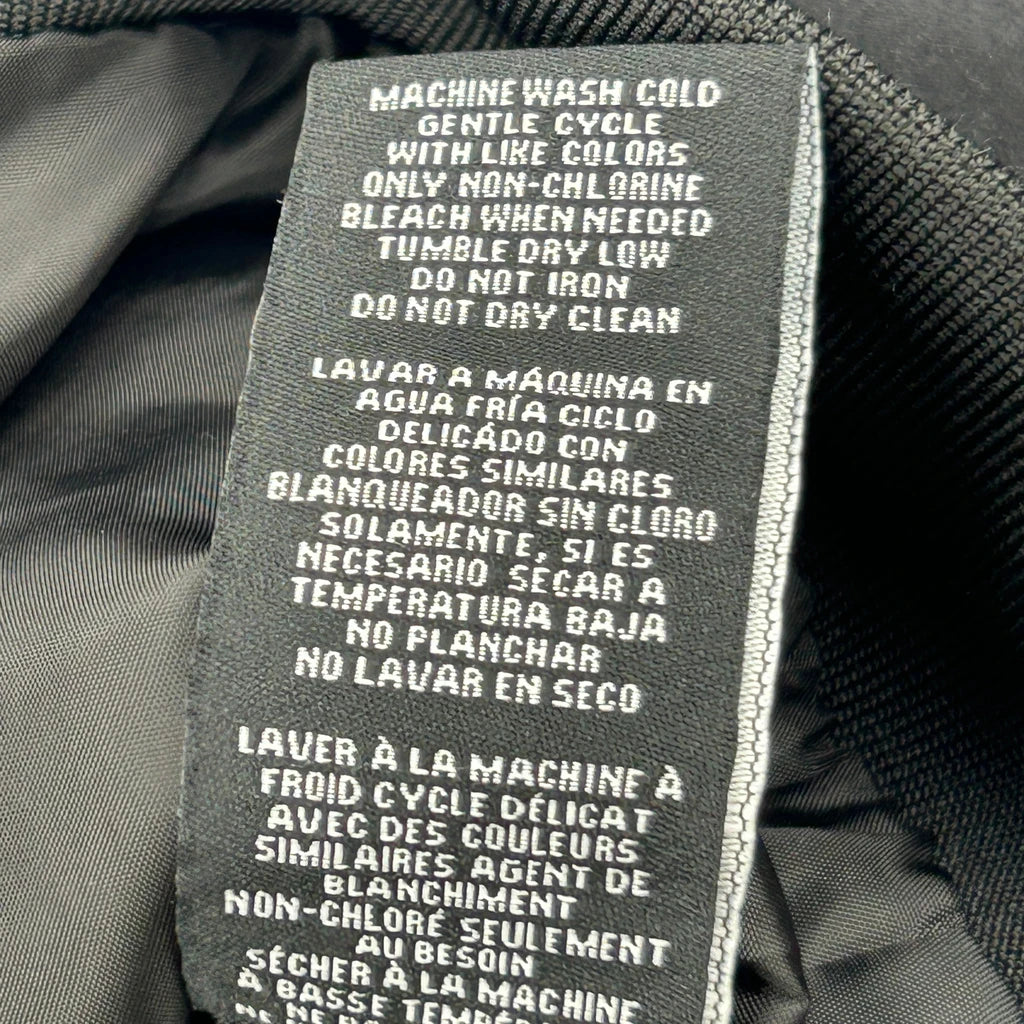 MACHINE WASH COLD
GENTLE CYCLE
WITH LIKE COLORS
ONLY NON-CHLORINE
BLEACH WHEN NEEDED
TUMBLE DRY LOW
DO NOT IRON
DO NOT DRY CLEAN
LAVAR A MÁQUINA EN
AGUA FRÍA CICLO
DELICÁDO CON
COLORES SIMILARES
BLANQUEADOR SIN CLORO
SOLAMENTE, SI ES
NECESARIO SECAR A
TEMPERATURA BAJA
NO PLANCHAR
NO LAVAR EN SECO
LAVER À LA MACHINE À
FROID CYCLE DÉLICAT
AVEC DES COULEURS
SIMILAIRES AGENT DE
BLANCHIMENT
NON-CHLORÉ SEULEMENT
AU BESOIN
SÉCHER À LA MACHINE
À BASSE